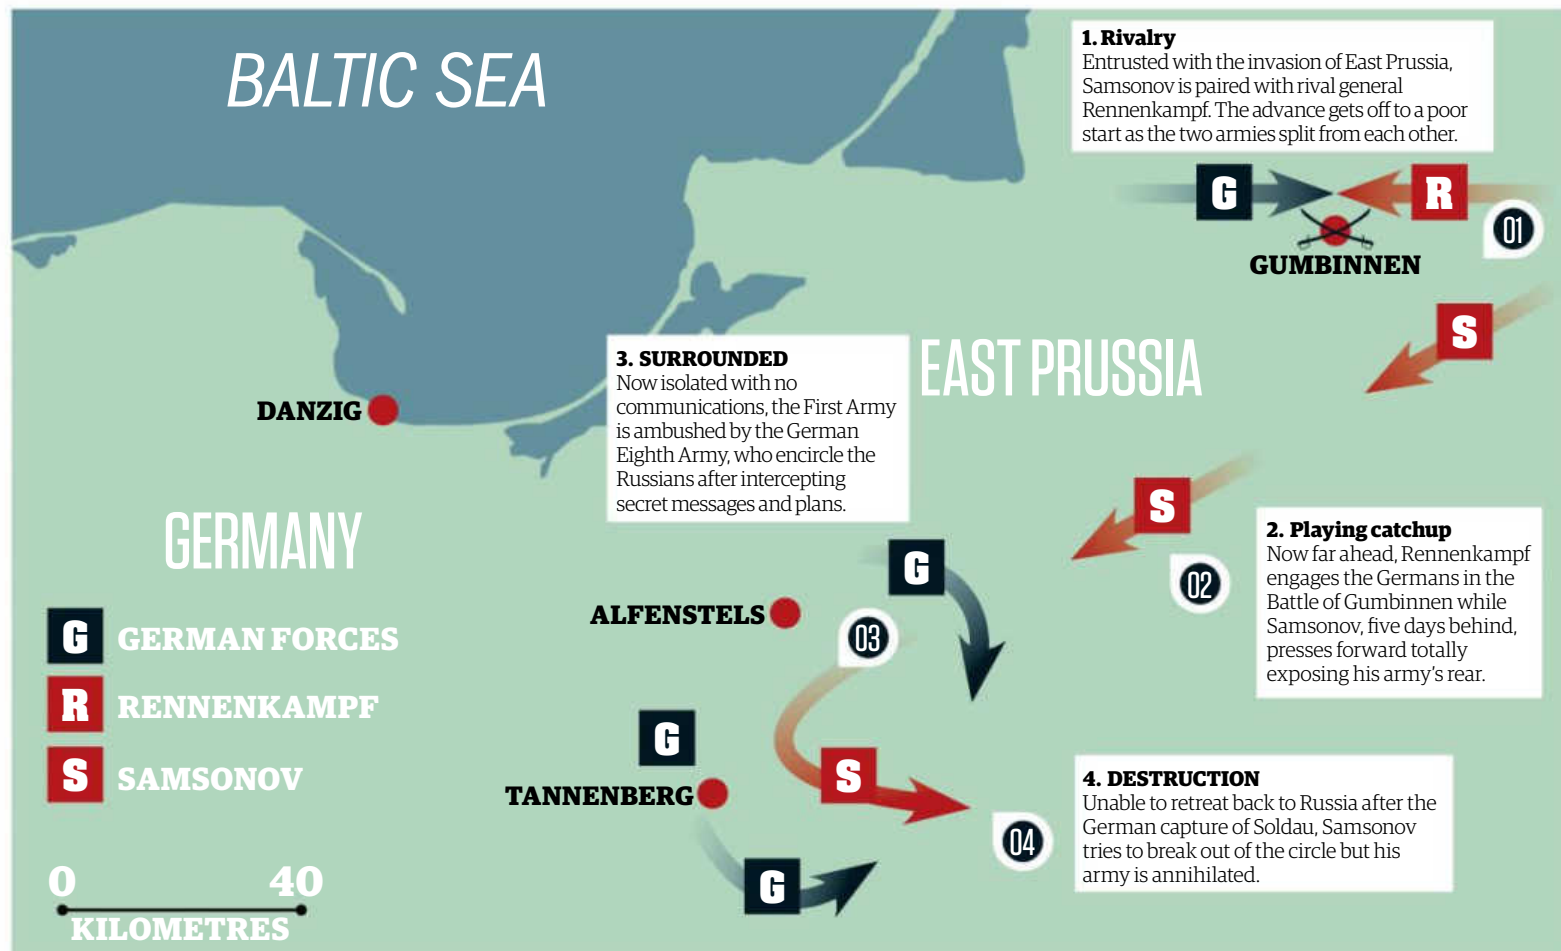 BALTIC SEA
1. Rivalry
Entrusted with the invasion of East Prussia,
Samsonov is paired with rival general
Rennenkampf. The advance gets off to a poor
start as the two armies split from each other.
G
R
01
GUMBINNEN
S
EAST PRUSSIA
3. SURROUNDED
Now isolated with no
communications, the First Army
is ambushed by the German
Eighth Army, who encircle the
Russians after intercepting
secret messages and plans.
DANZIG
S
02
2. Playing catchup
Now far ahead, Rennenkampf
engages the Germans in the
Battle of Gumbinnen while
Samsonov, five days behind,
presses forward totally
exposing his army's rear.
GERMANY
G
ALFENSTELS
03
G GERMAN FORCES
R RENNENKAMPF
S SAMSONOV
G
TANNENBERG
S
04
4. DESTRUCTION
Unable to retreat back to Russia after the
German capture of Soldau, Samsonov
tries to break out of the circle but his
army is annihilated.
G
0 40
KILOMETRES